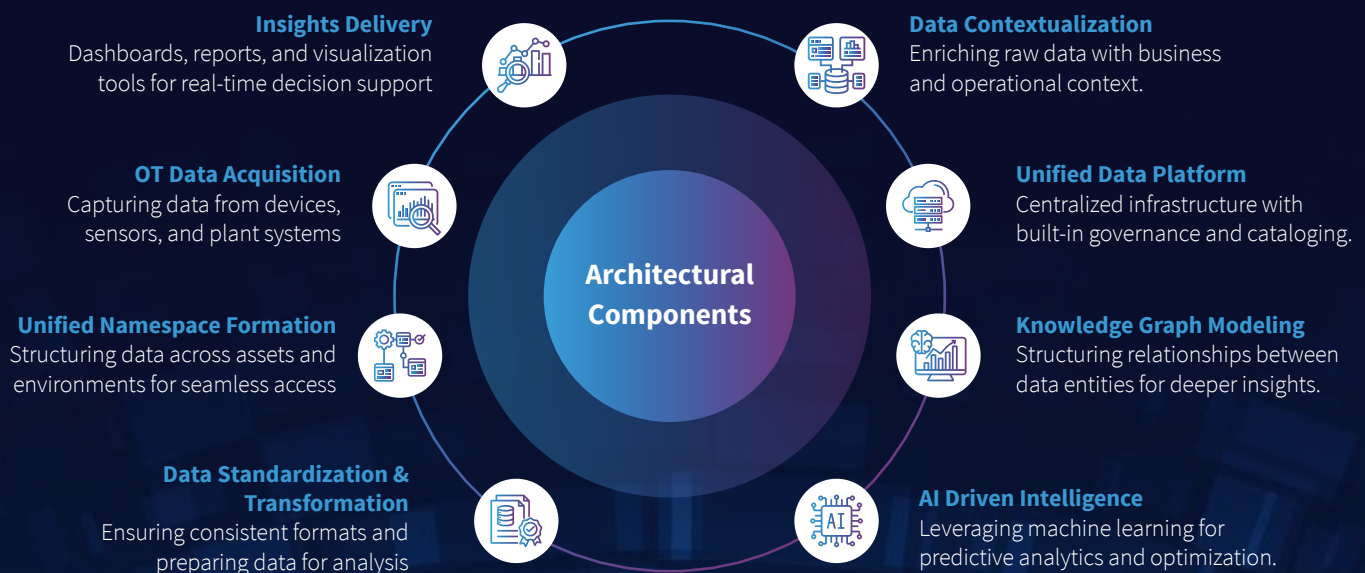 Insights Delivery
Dashboards, reports, and visualization
tools for real-time decision support
OT Data Acquisition
Capturing data from devices,
sensors, and plant systems
Unified Namespace Formation
Structuring data across assets and
environments for seamless access
Data Standardization &
Transformation
Ensuring consistent formats and
preparing data for analysis
Architectural
Components
Data Contextualization
Enriching raw data with business
and operational context.
Unified Data Platform
Centralized infrastructure with
built-in governance and cataloging.
Knowledge Graph Modeling
Structuring relationships between
data entities for deeper insights.
AI
AI Driven Intelligence
Leveraging machine learning for
predictive analytics and optimization.